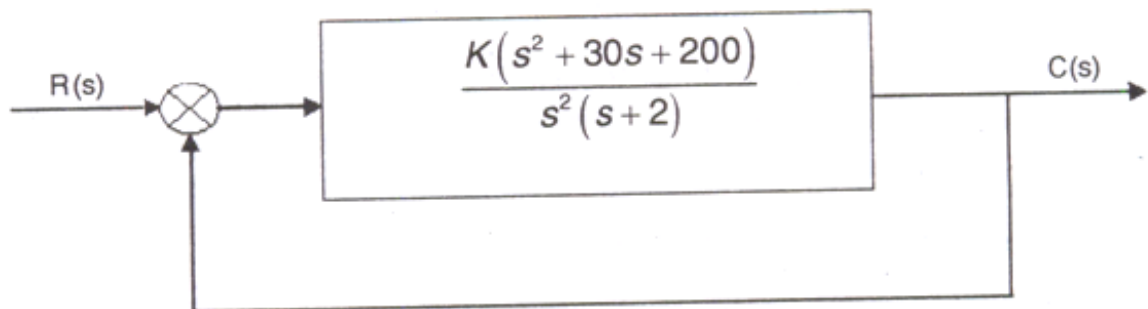 K(s² + 30s + 200)
s² (s + 2)
R(s)
C(s)